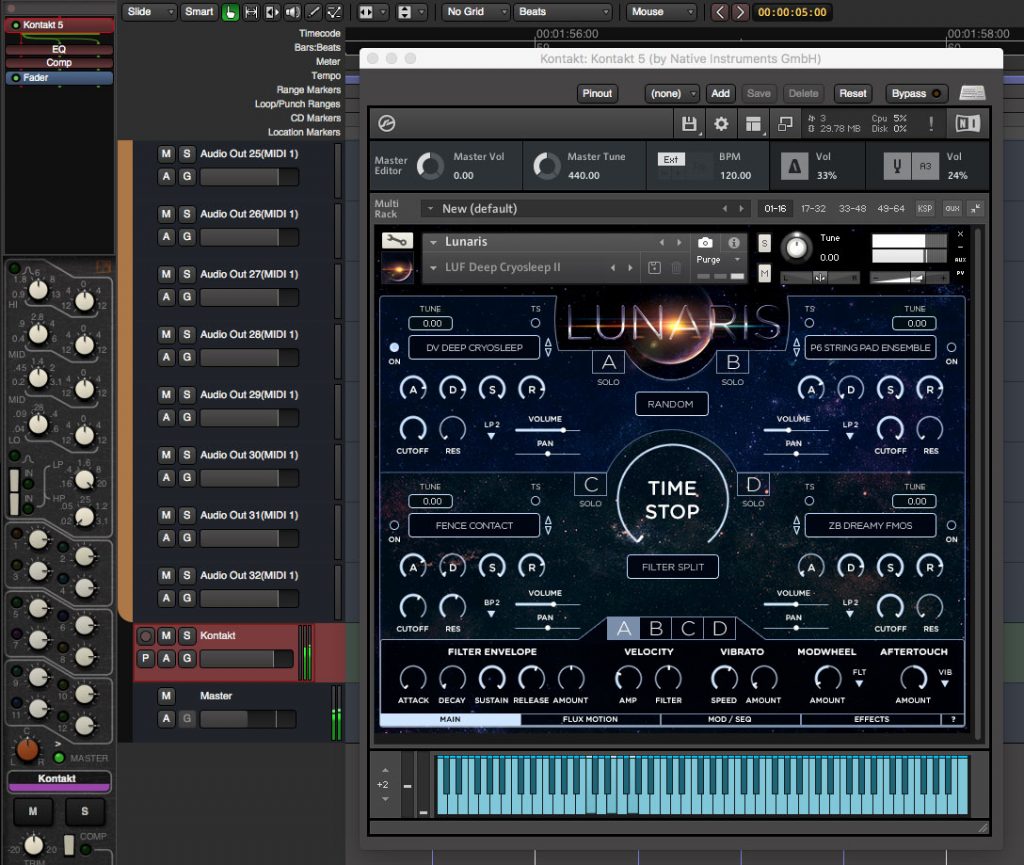 Kontakt 5
EQ
Comp
Fader
Slide
Smart
No Grid
Beats
Mouse
00:00:05:00
Timecode
Bars:Beats
Meter
Tempo
Range Markers
Loop/Punch Ranges
CD Markers
Location Markers
00:01:56:00
00:01:58:00
Kontakt: Kontakt 5 (by Native Instruments GmbH)
Pinout
(none)
Add
Save
Delete
Reset
Bypass
3
29.78 MB
Cpu 5%
Disk 0%
!
Master Editor
Master Vol
0.00
Master Tune
440.00
Ext
BPM
120.00
Vol
33%
A3
Vol
24%
Multi Rack
New (default)
01-16
17-32
33-48
49-64
KSP
AUX
Lunaris
LUF Deep Cryosleep II
Purge
S
M
Tune
0.00
L
R
AUX
PV
LUNARIS
TUNE
0.00
TS
DV DEEP CRYOSLEEP
ON
A
D
S
R
CUTOFF
RES
LP 2
VOLUME
PAN
A
SOLO
B
SOLO
RANDOM
TS
TUNE
0.00
P6 STRING PAD ENSEMBLE
ON
A
D
S
R
VOLUME
PAN
LP 2
CUTOFF
RES
C
SOLO
D
SOLO
TIME
STOP
FILTER SPLIT
TUNE
0.00
TS
FENCE CONTACT
ON
A
D
S
R
CUTOFF
RES
BP 2
VOLUME
PAN
TS
TUNE
0.00
ZB DREAMY FMOS
ON
A
D
S
R
VOLUME
PAN
LP 2
CUTOFF
RES
A B C D
FILTER ENVELOPE
VELOCITY
VIBRATO
MODWHEEL
AFTERTOUCH
FLT
VIB
ATTACK
DECAY
SUSTAIN
RELEASE
AMOUNT
AMP
FILTER
SPEED
AMOUNT
AMOUNT
AMOUNT
MAIN
FLUX MOTION
MOD / SEQ
EFFECTS
?
+2
M S Audio Out 25(MIDI 1)
A G
M S Audio Out 26(MIDI 1)
A G
M S Audio Out 27(MIDI 1)
A G
M S Audio Out 28(MIDI 1)
A G
M S Audio Out 29(MIDI 1)
A G
M S Audio Out 30(MIDI 1)
A G
M S Audio Out 31(MIDI 1)
A G
M S Audio Out 32(MIDI 1)
A G
M S Kontakt
P A G
M Master
A G
HI
MID
MID
LO
IN
LP
IN
HP
C
L
R
MASTER
Kontakt
M
S
COMP
-20
20
TRIM